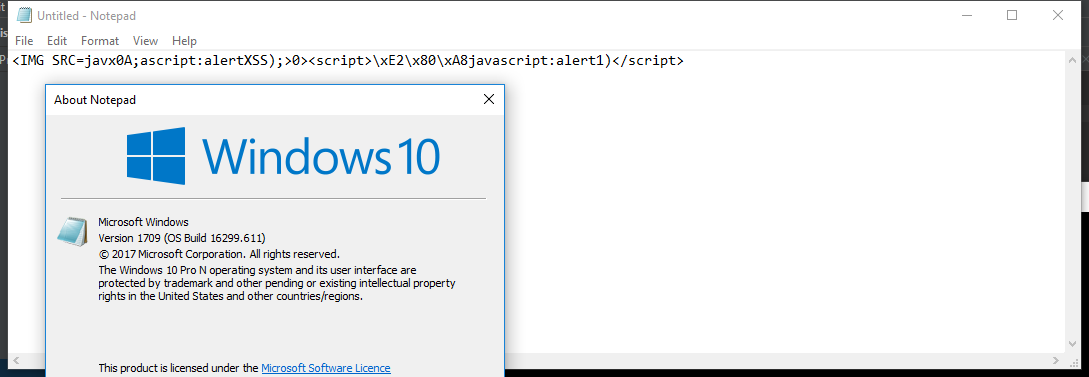 Untitled - Notepad
File Edit Format View Help
<IMG SRC=javx0A;ascript:alertXSS);>0><script>\xE2\x80\xA8javascript:alert1)</script>
About Notepad
Windows 10
Microsoft Windows
Version 1709 (OS Build 16299.611)
© 2017 Microsoft Corporation. All rights reserved.
The Windows 10 Pro N operating system and its user interface are
protected by trademark and other pending or existing intellectual property
rights in the United States and other countries/regions.
This product is licensed under the Microsoft Software Licence